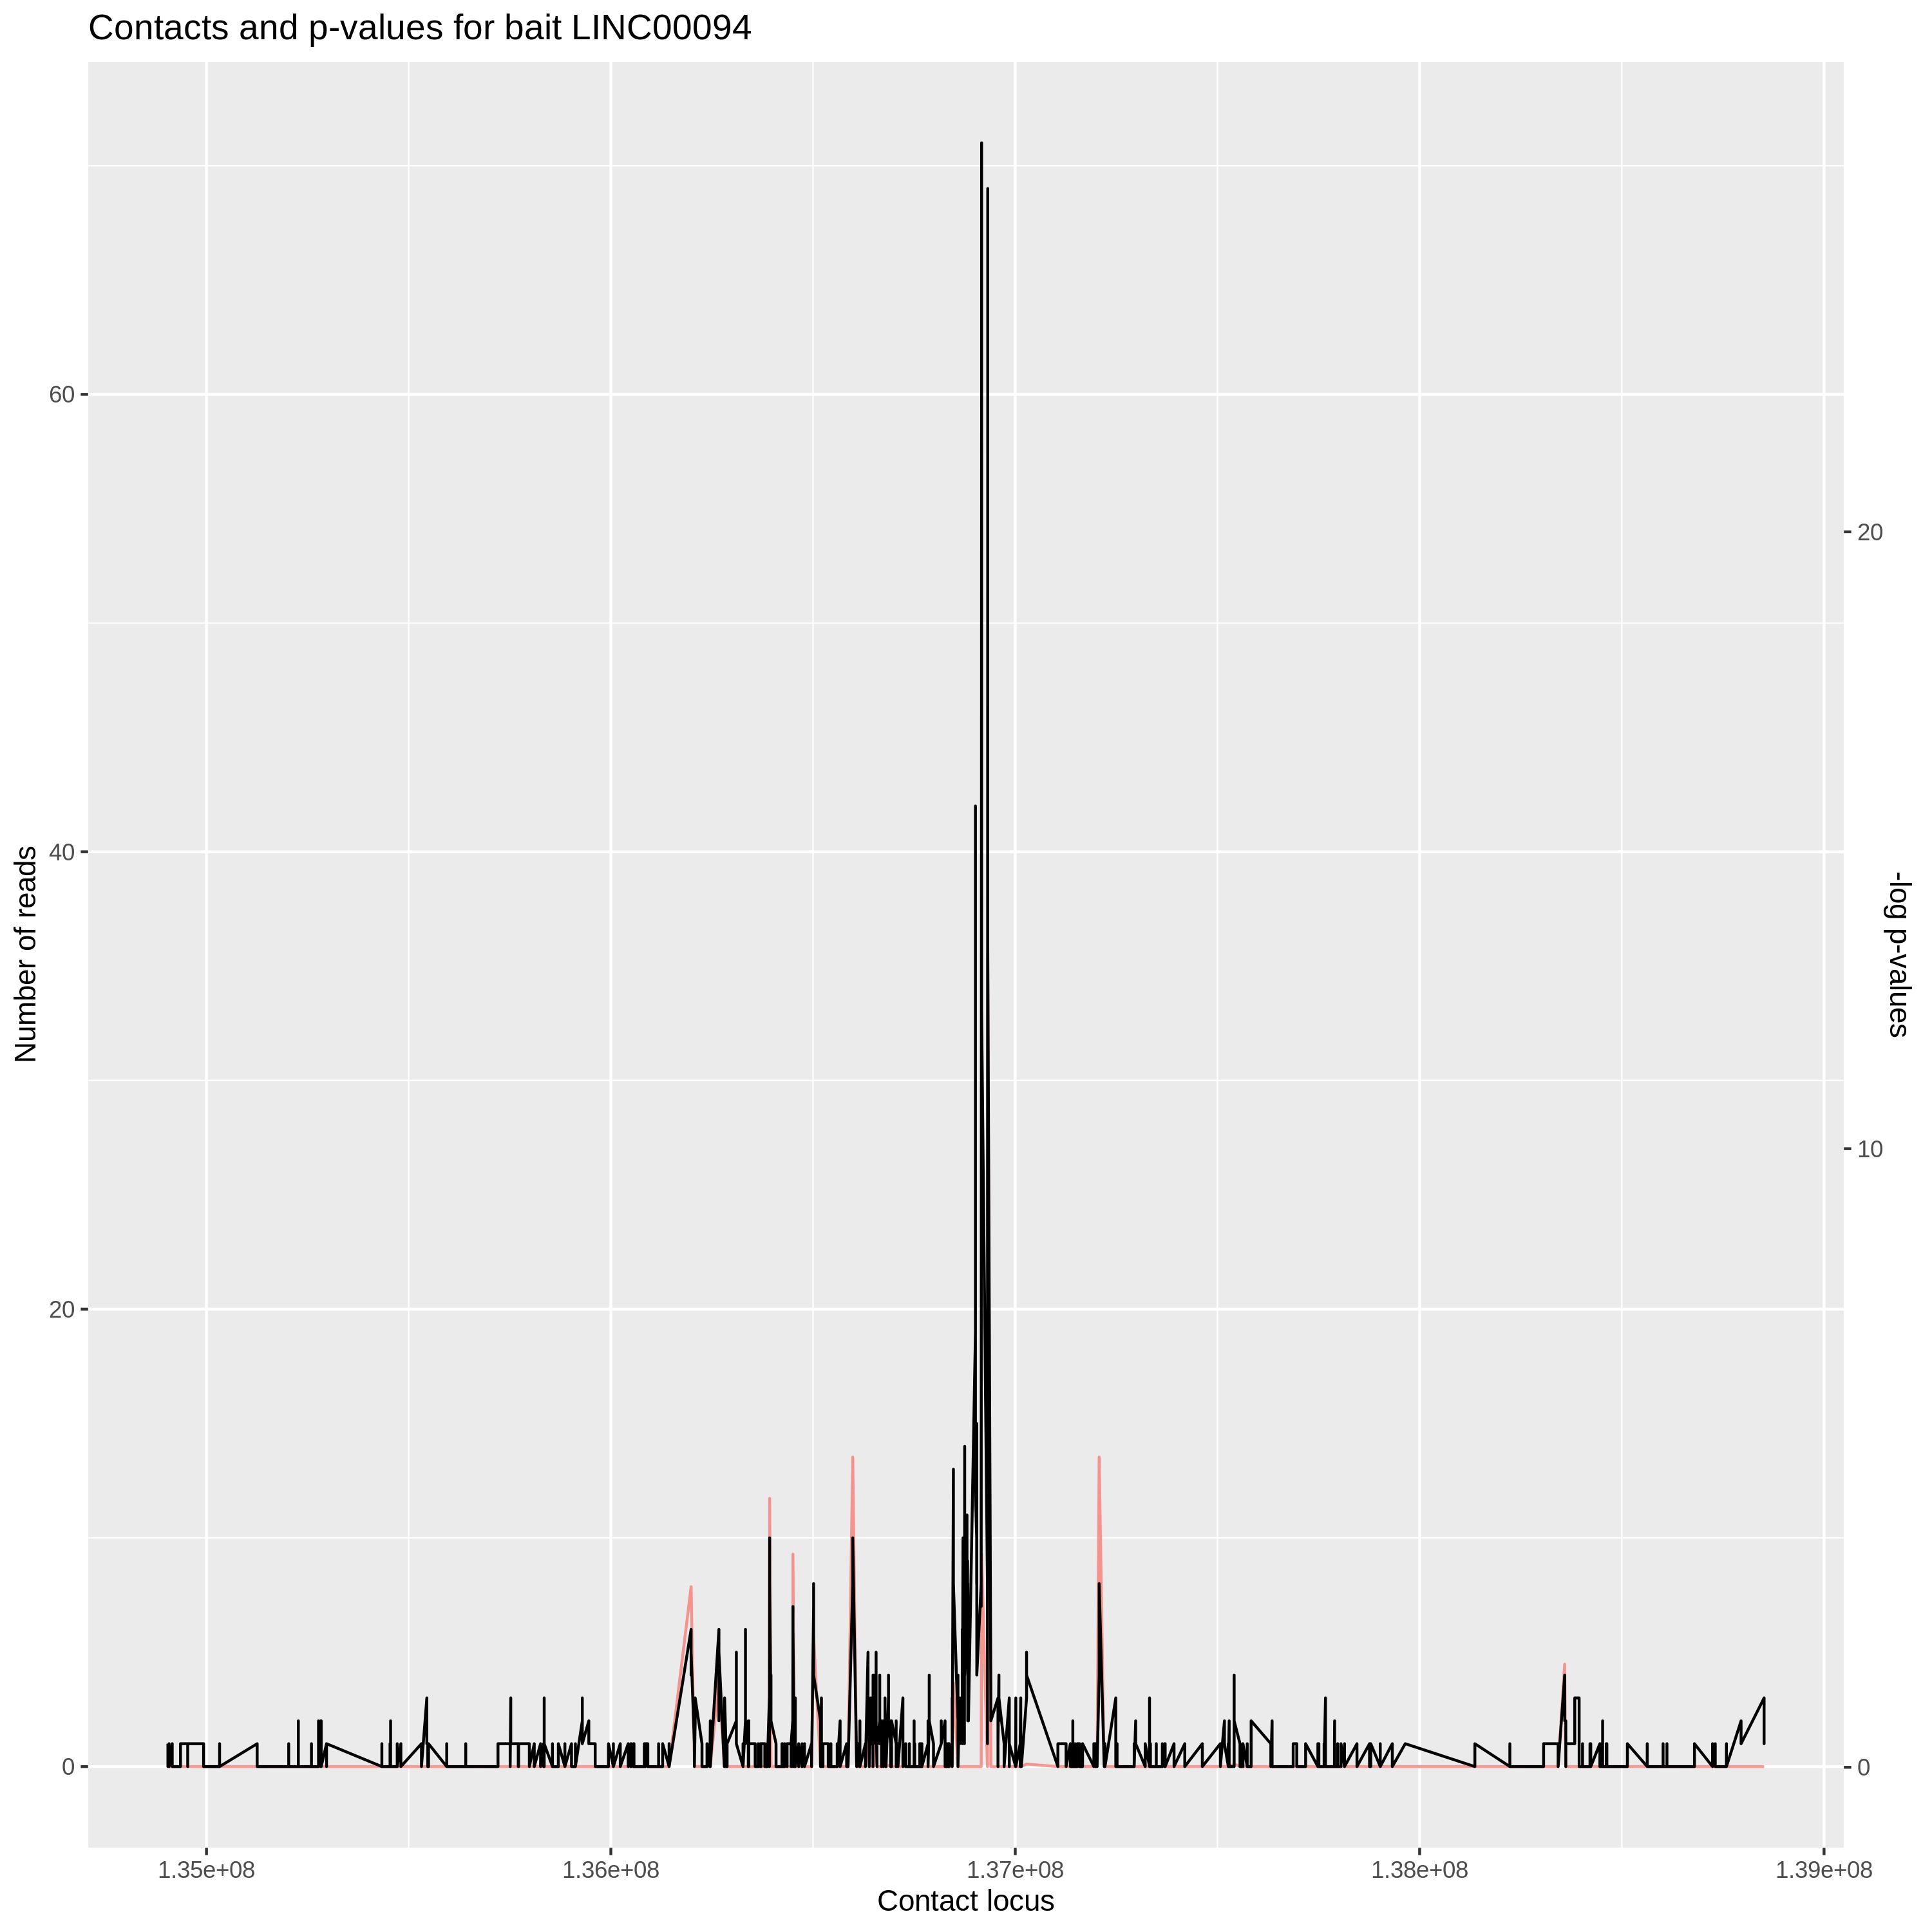 Contacts and p-values for bait LINC00094
60
40
20
0
20
10
0
Number of reads
-log p-values
1.35e+08
1.36e+08
1.37e+08
1.38e+08
1.39e+08
Contact locus